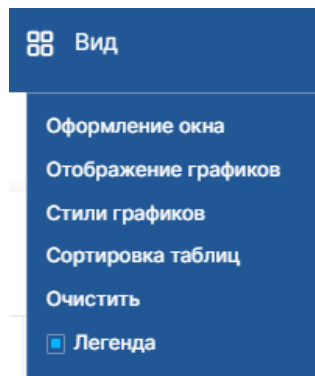 Вид
Оформление окна
Отображение графиков
Стили графиков
Сортировка таблиц
Очистить
Легенда